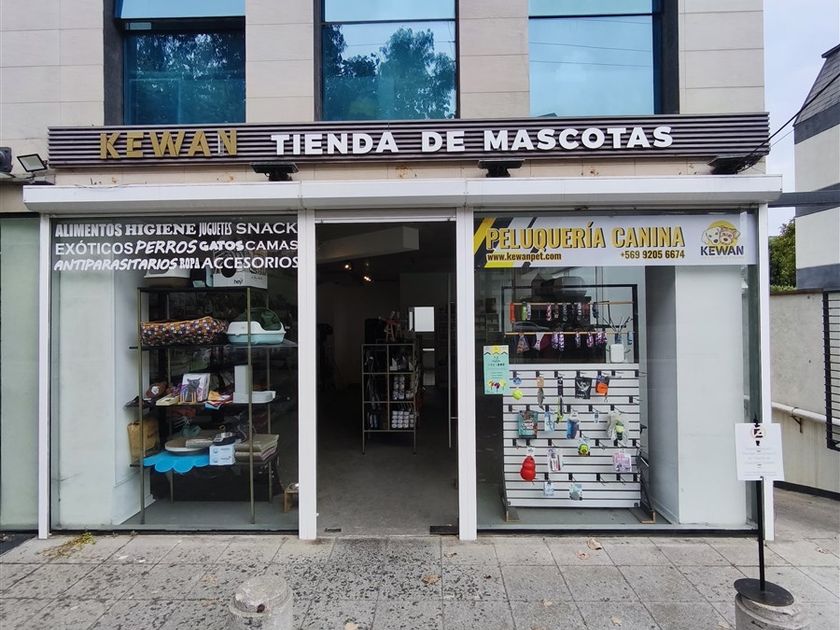 KEWAN TIENDA DE MASCOTAS
ALIMENTOS HIGIENE JUGUETES SNACK
EXÓTICOS PERROS GATOS CAMAS
ANTIPARASITARIOS ROPA ACCESORIOS
PELUQUERÍA CANINA
www.kewanpet.com +569 9205 6674
KEWAN
hey!